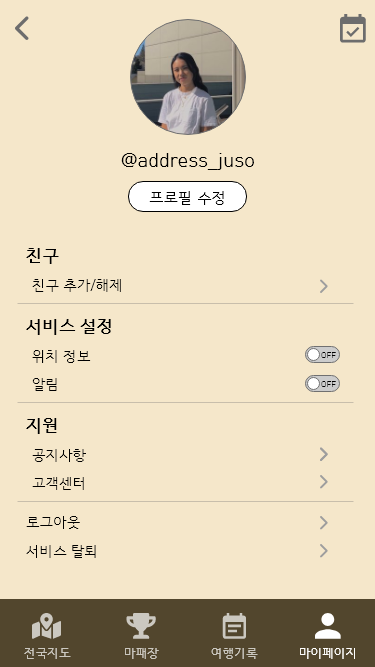 @address_juso
프로필 수정
친구
친구 추가/해제
서비스 설정
위치 정보 OFF
알림 OFF
지원
공지사항
고객센터
로그아웃
서비스 탈퇴
전국지도 마패장 여행기록 마이페이지